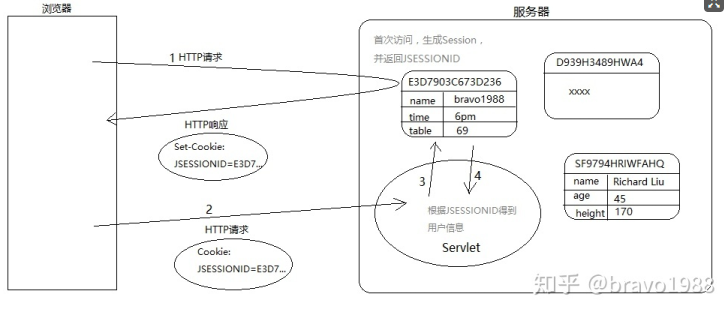 浏览器
服务器
1 HTTP请求
首次访问，生成Session，
并返回JSESSIONID
E3D7903C673D236
name bravo1988
time 6pm
table 69
D939H3489HWA4
xxxx
HTTP响应
Set-Cookie:
JSESSIONID=E3D7...
SF9794HRIWFAHQ
name Richard Liu
age 45
height 170
3
4
2
根据JSESSIONID得到
用户信息
Servlet
HTTP请求
Cookie:
JSESSIONID=E3D7...
知乎 @bravo1988